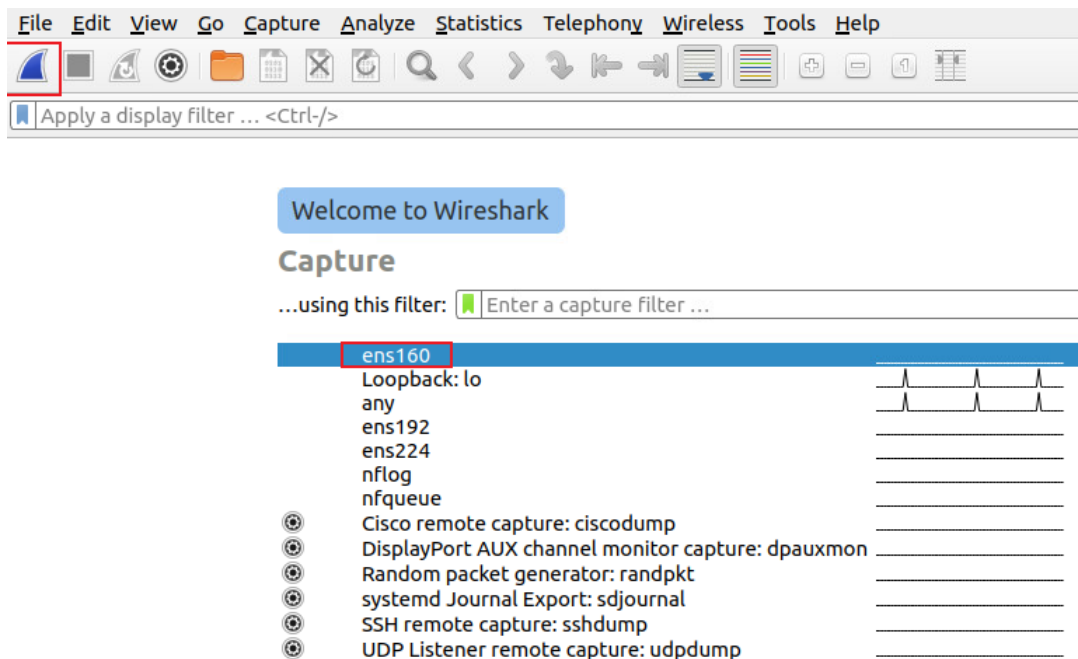 File Edit View Go Capture Analyze Statistics Telephony Wireless Tools Help
Apply a display filter … <Ctrl-/>
Welcome to Wireshark
Capture
…using this filter: Enter a capture filter …
ens160
Loopback: lo
any
ens192
ens224
nflog
nfqueue
Cisco remote capture: ciscodump
DisplayPort AUX channel monitor capture: dpauxmon
Random packet generator: randpkt
systemd Journal Export: sdjournal
SSH remote capture: sshdump
UDP Listener remote capture: udpdump